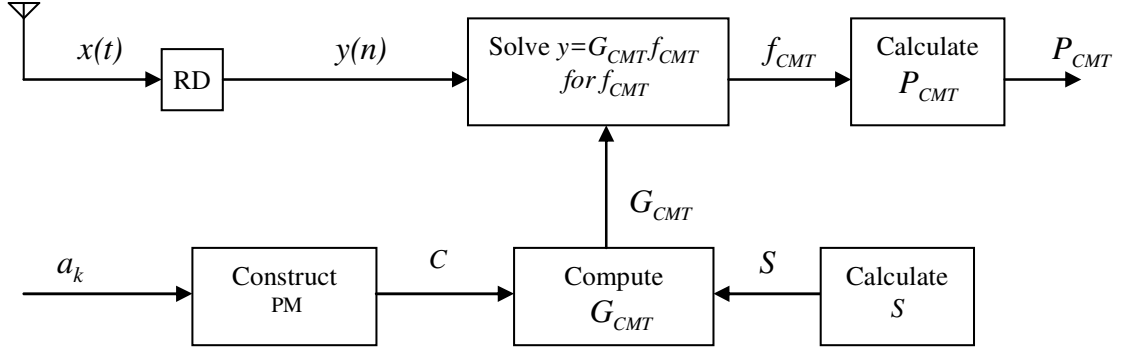 x(t)
RD
y(n)
Solve y=G_CMT f_CMT
for f_CMT
f_CMT
Calculate
P_CMT
P_CMT
G_CMT
a_k
Construct
PM
C
Compute
G_CMT
S
Calculate
S